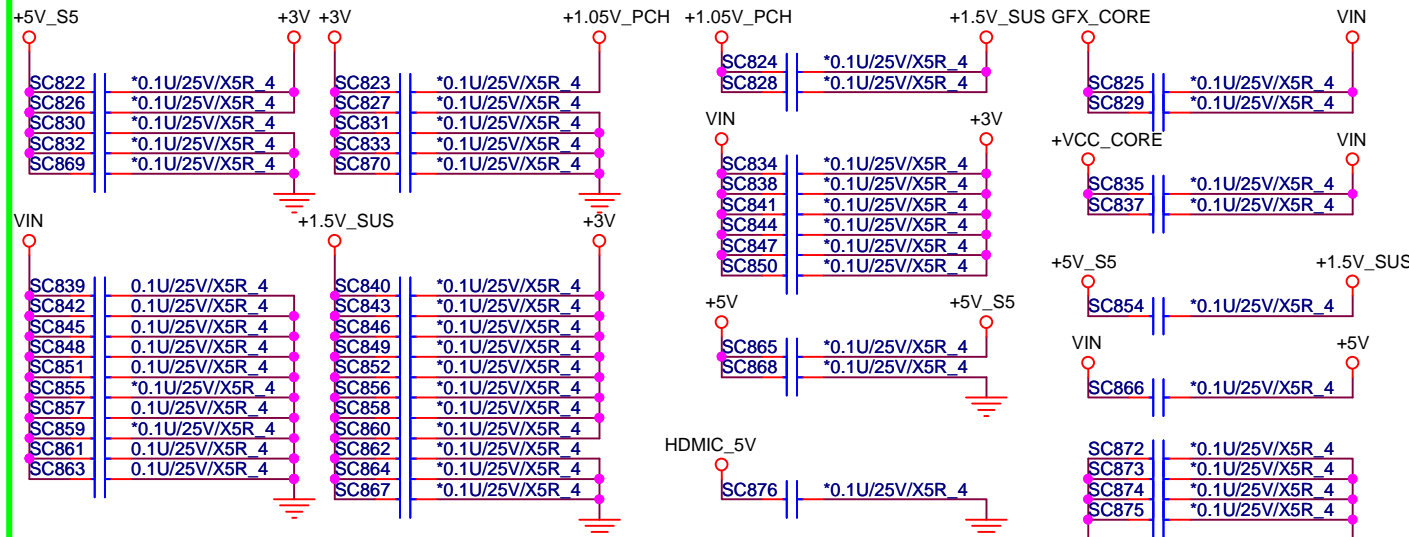 +5V_S5 +3V +3V +1.05V_PCH +1.05V_PCH +1.5V_SUS GFX_CORE VIN
SC822 *0.1U/25V/X5R_4
SC826 *0.1U/25V/X5R_4
SC830 *0.1U/25V/X5R_4
SC832 *0.1U/25V/X5R_4
SC869 *0.1U/25V/X5R_4
SC823 *0.1U/25V/X5R_4
SC827 *0.1U/25V/X5R_4
SC831 *0.1U/25V/X5R_4
SC833 *0.1U/25V/X5R_4
SC870 *0.1U/25V/X5R_4
SC824 *0.1U/25V/X5R_4
SC828 *0.1U/25V/X5R_4
SC825 *0.1U/25V/X5R_4
SC829 *0.1U/25V/X5R_4
VIN +3V
SC834 *0.1U/25V/X5R_4
SC838 *0.1U/25V/X5R_4
SC841 *0.1U/25V/X5R_4
SC844 *0.1U/25V/X5R_4
SC847 *0.1U/25V/X5R_4
SC850 *0.1U/25V/X5R_4
+VCC_CORE VIN
SC835 *0.1U/25V/X5R_4
SC837 *0.1U/25V/X5R_4
VIN +1.5V_SUS +3V
SC839 0.1U/25V/X5R_4
SC842 0.1U/25V/X5R_4
SC845 0.1U/25V/X5R_4
SC848 0.1U/25V/X5R_4
SC851 0.1U/25V/X5R_4
SC855 *0.1U/25V/X5R_4
SC857 0.1U/25V/X5R_4
SC859 *0.1U/25V/X5R_4
SC861 0.1U/25V/X5R_4
SC863 0.1U/25V/X5R_4
SC840 *0.1U/25V/X5R_4
SC843 *0.1U/25V/X5R_4
SC846 *0.1U/25V/X5R_4
SC849 *0.1U/25V/X5R_4
SC852 *0.1U/25V/X5R_4
SC856 *0.1U/25V/X5R_4
SC858 *0.1U/25V/X5R_4
SC860 *0.1U/25V/X5R_4
SC862 *0.1U/25V/X5R_4
SC864 *0.1U/25V/X5R_4
SC867 *0.1U/25V/X5R_4
+5V +5V_S5
SC865 *0.1U/25V/X5R_4
SC868 *0.1U/25V/X5R_4
HDMIC_5V
SC876 *0.1U/25V/X5R_4
+5V_S5 +1.5V_SUS
SC854 *0.1U/25V/X5R_4
VIN +5V
SC866 *0.1U/25V/X5R_4
SC872 *0.1U/25V/X5R_4
SC873 *0.1U/25V/X5R_4
SC874 *0.1U/25V/X5R_4
SC875 *0.1U/25V/X5R_4